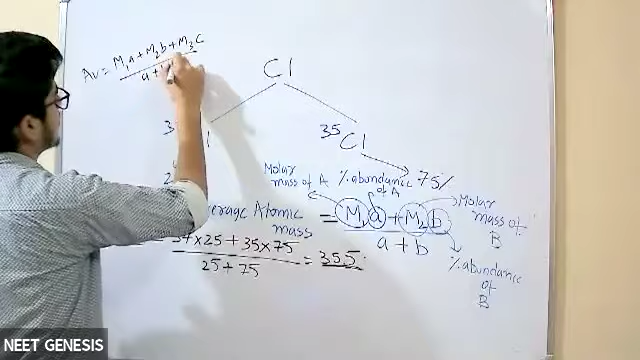 Av = M₁a + M₂b + M₃c
a +
Cl
35Cl
75%
Molar mass of A
% abundance of A
Average Atomic mass = M₁a + M₂b
a + b
Molar mass of B
% abundance of B
37 x 25 + 35 x 75
25 + 75
= 35.5
NEET GENESIS